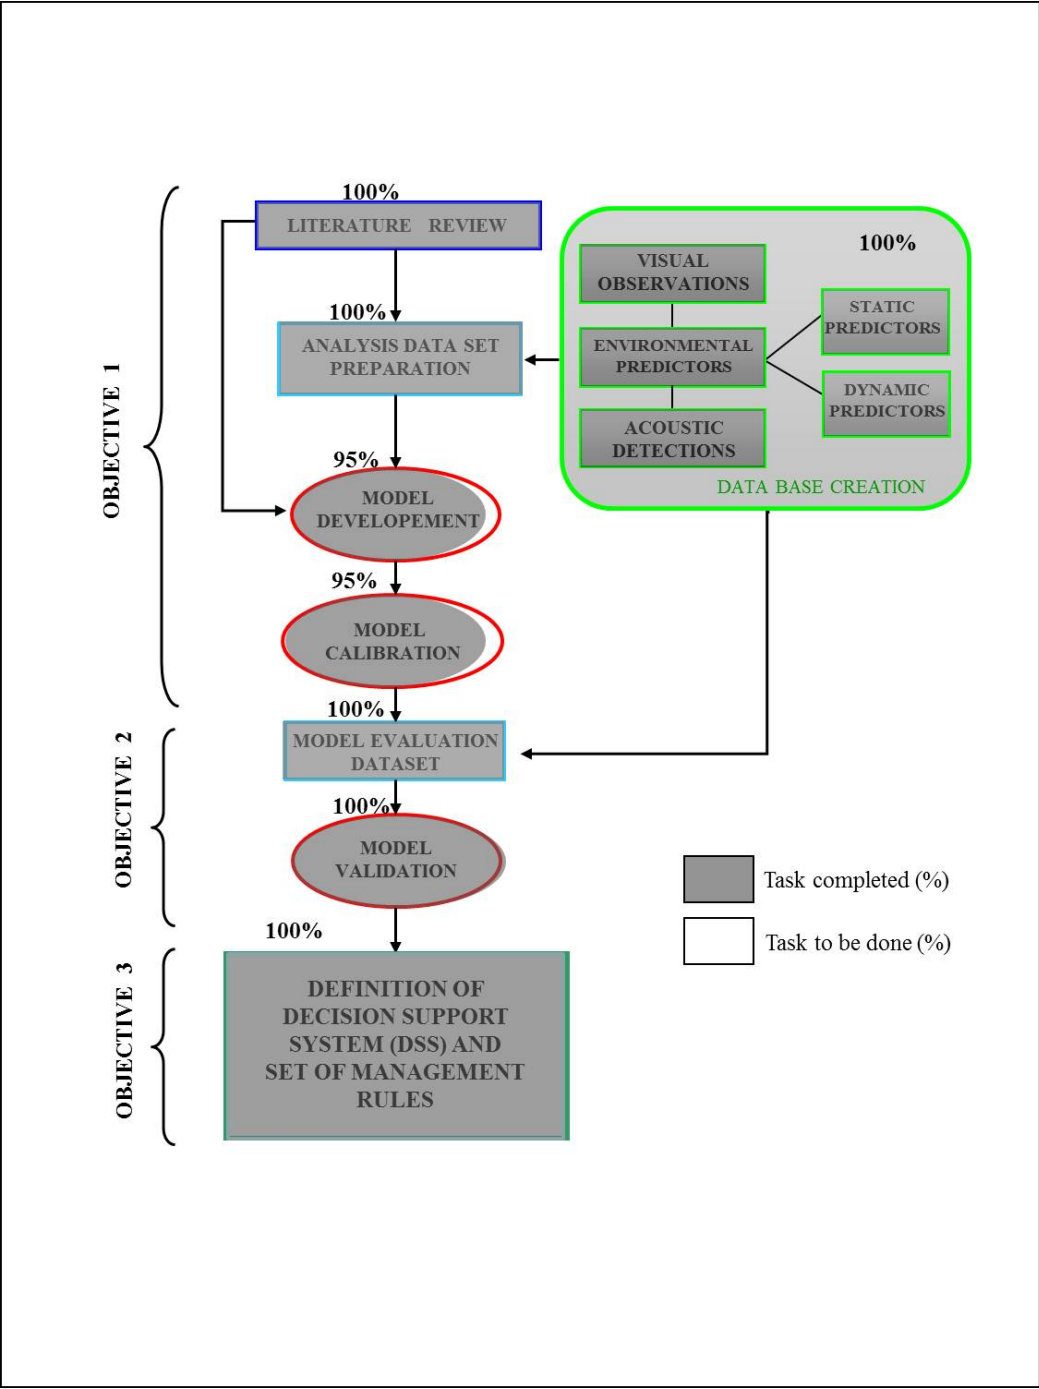 100%
LITERATURE REVIEW
100%
ANALYSIS DATA SET
PREPARATION
95%
MODEL
DEVELOPEMENT
95%
MODEL
CALIBRATION
OBJECTIVE 1
100%
VISUAL
OBSERVATIONS
ENVIRONMENTAL
PREDICTORS
ACOUSTIC
DETECTIONS
STATIC
PREDICTORS
DYNAMIC
PREDICTORS
DATA BASE CREATION
100%
MODEL EVALUATION
DATASET
100%
MODEL
VALIDATION
OBJECTIVE 2
Task completed (%)
Task to be done (%)
100%
DEFINITION OF
DECISION SUPPORT
SYSTEM (DSS) AND
SET OF MANAGEMENT
RULES
OBJECTIVE 3